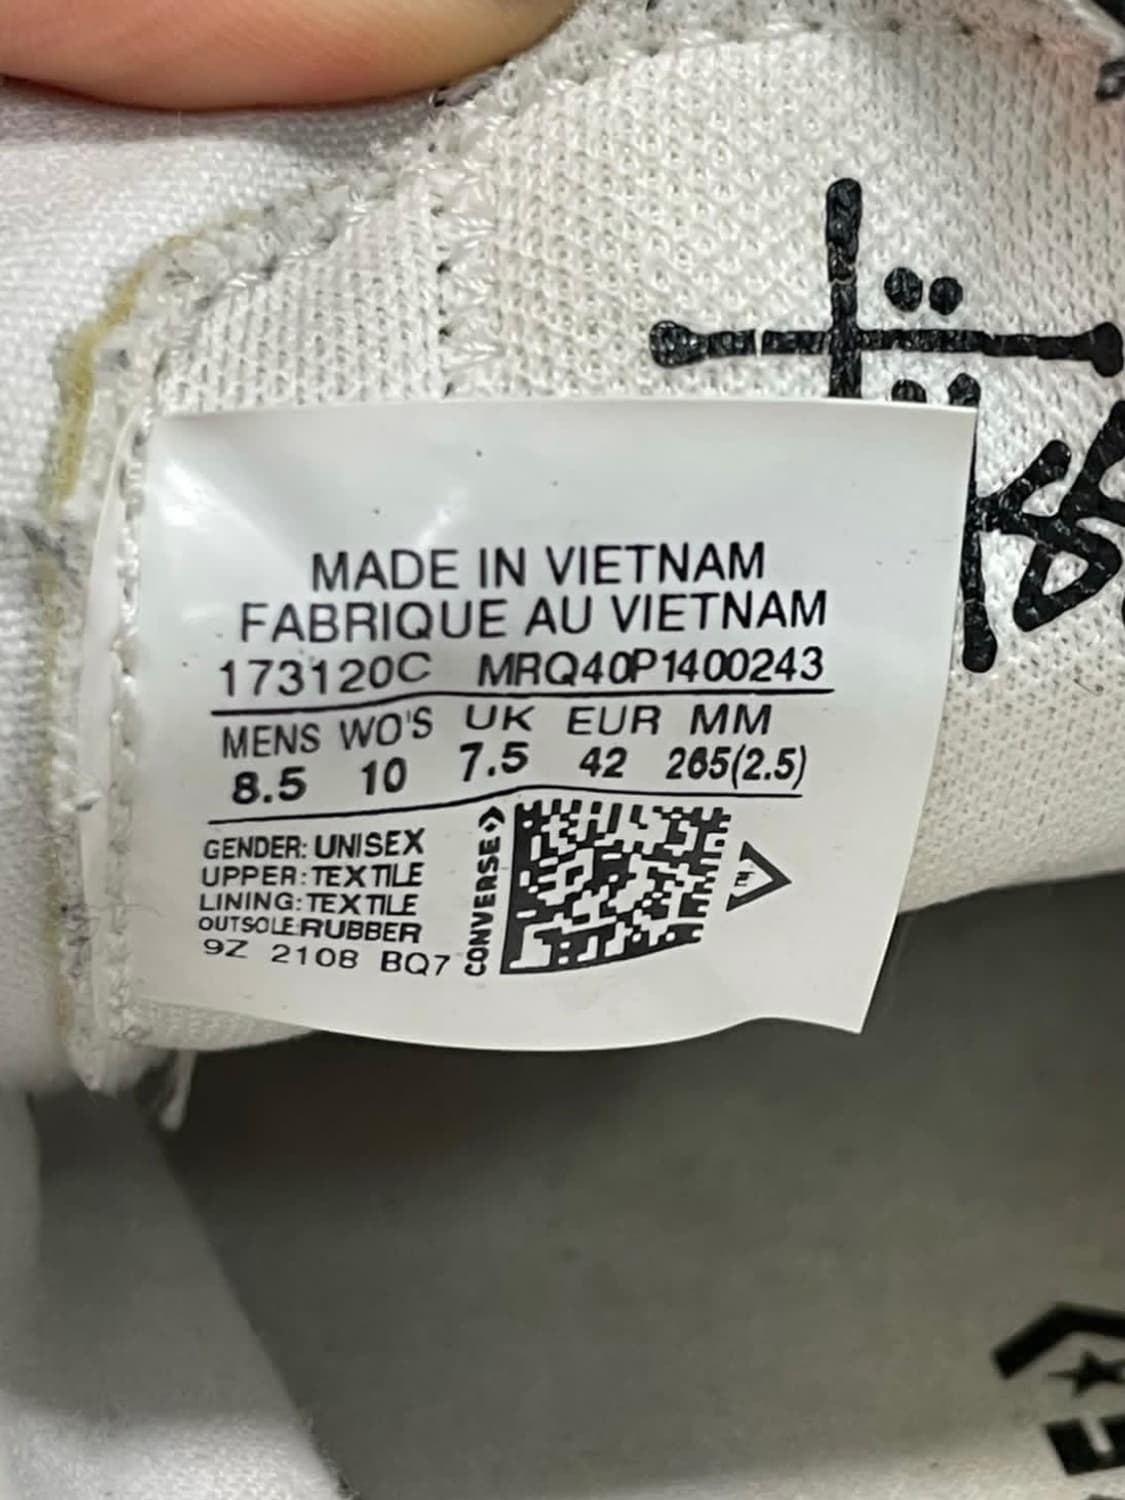 MADE IN VIETNAM
FABRIQUE AU VIETNAM
173120C MRQ40P1400243
MENS WO'S UK EUR MM
8.5 10 7.5 42 265(2.5)
GENDER: UNISEX
UPPER: TEXTILE
LINING: TEXTILE
OUTSOLE: RUBBER
9Z 2108 BQ7
CONVERSE